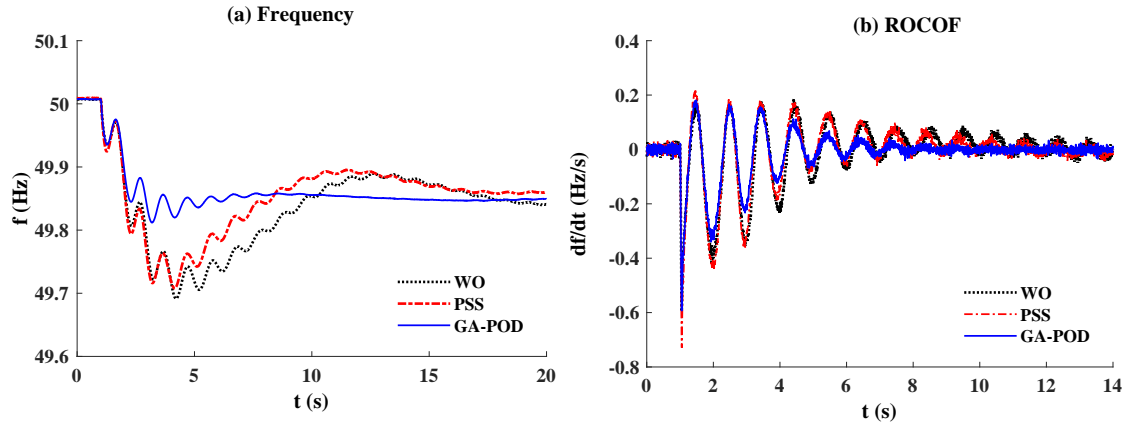 (a) Frequency
50.1
50
49.9
49.8
49.7
49.6
f (Hz)
0
5
10
15
20
t (s)
WO
PSS
GA-POD
(b) ROCOF
0.4
0.2
0
-0.2
-0.4
-0.6
-0.8
df/dt (Hz/s)
0
2
4
6
8
10
12
14
t (s)
WO
PSS
GA-POD